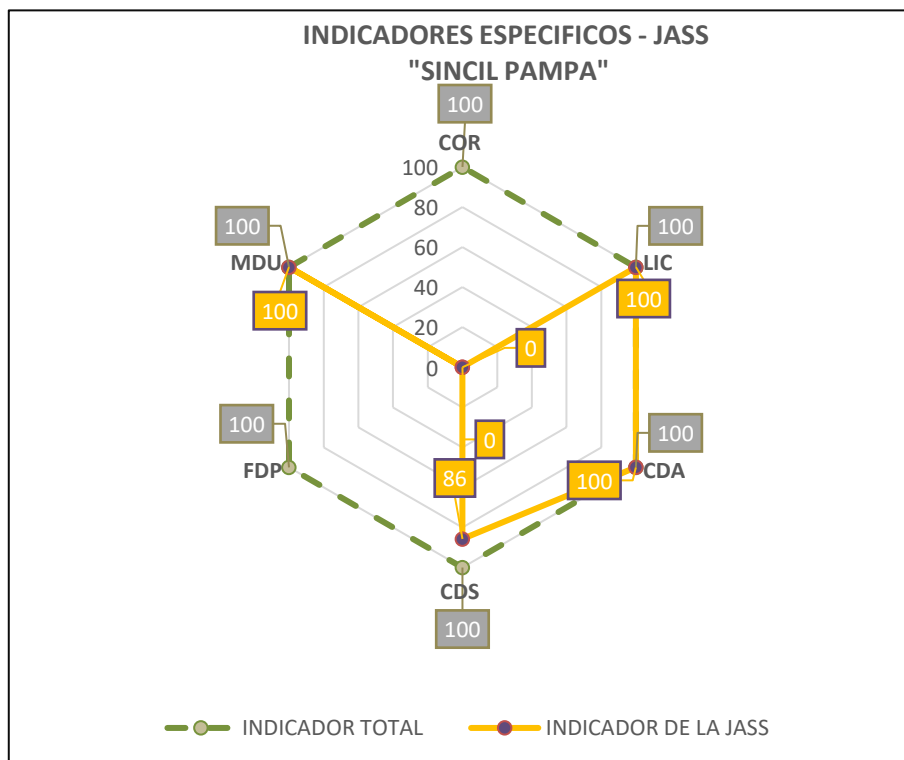 INDICADORES ESPECIFICOS - JASS
"SINCIL PAMPA"
100
COR
100
80
60
40
20
0
100
MDU
100
100
LIC
100
0
0
86
100
FDP
100
CDA
100
CDS
100
INDICADOR TOTAL
INDICADOR DE LA JASS